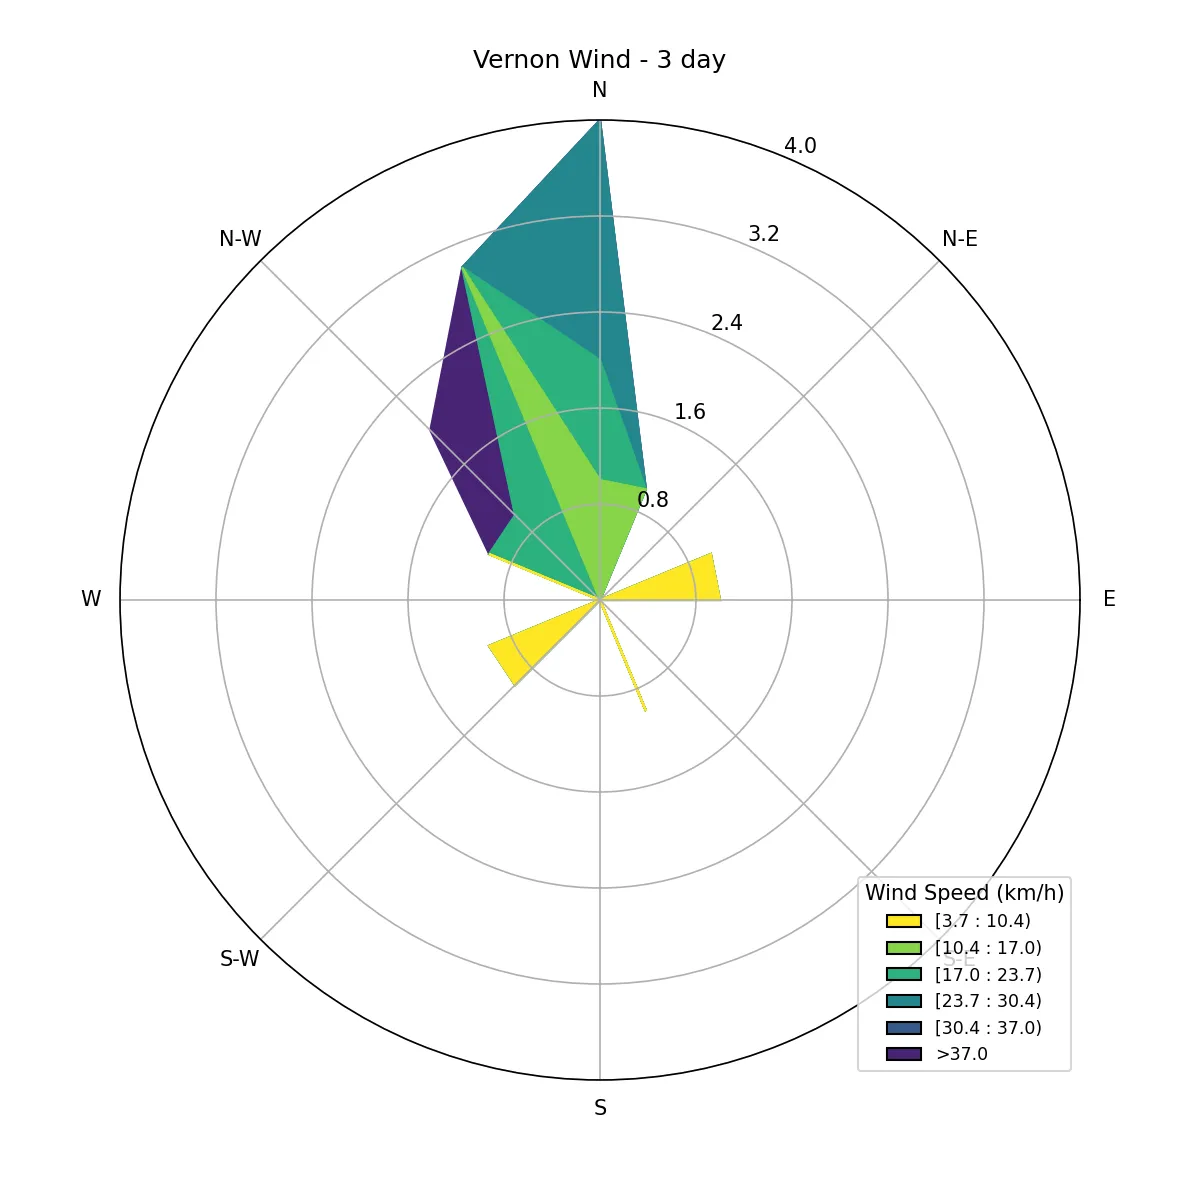 Vernon Wind - 3 day
N
4.0
N-W
3.2
N-E
2.4
1.6
0.8
W
E
Wind Speed (km/h)
[3.7 : 10.4)
[10.4 : 17.0)
S-W
S-E
[17.0 : 23.7)
[23.7 : 30.4)
[30.4 : 37.0)
>37.0
S